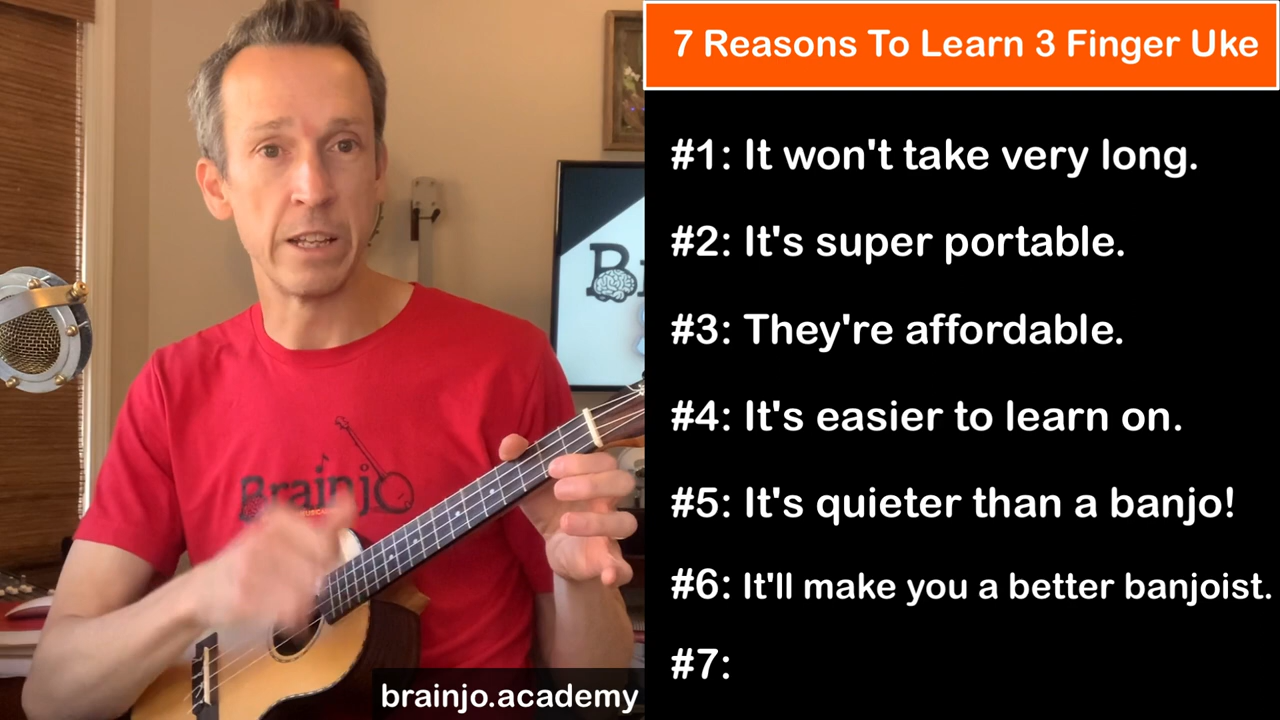 7 Reasons To Learn 3 Finger Uke
#1: It won't take very long.
#2: It's super portable.
#3: They're affordable.
#4: It's easier to learn on.
#5: It's quieter than a banjo!
#6: It'll make you a better banjoist.
#7:
Brainjo
brainjo.academy